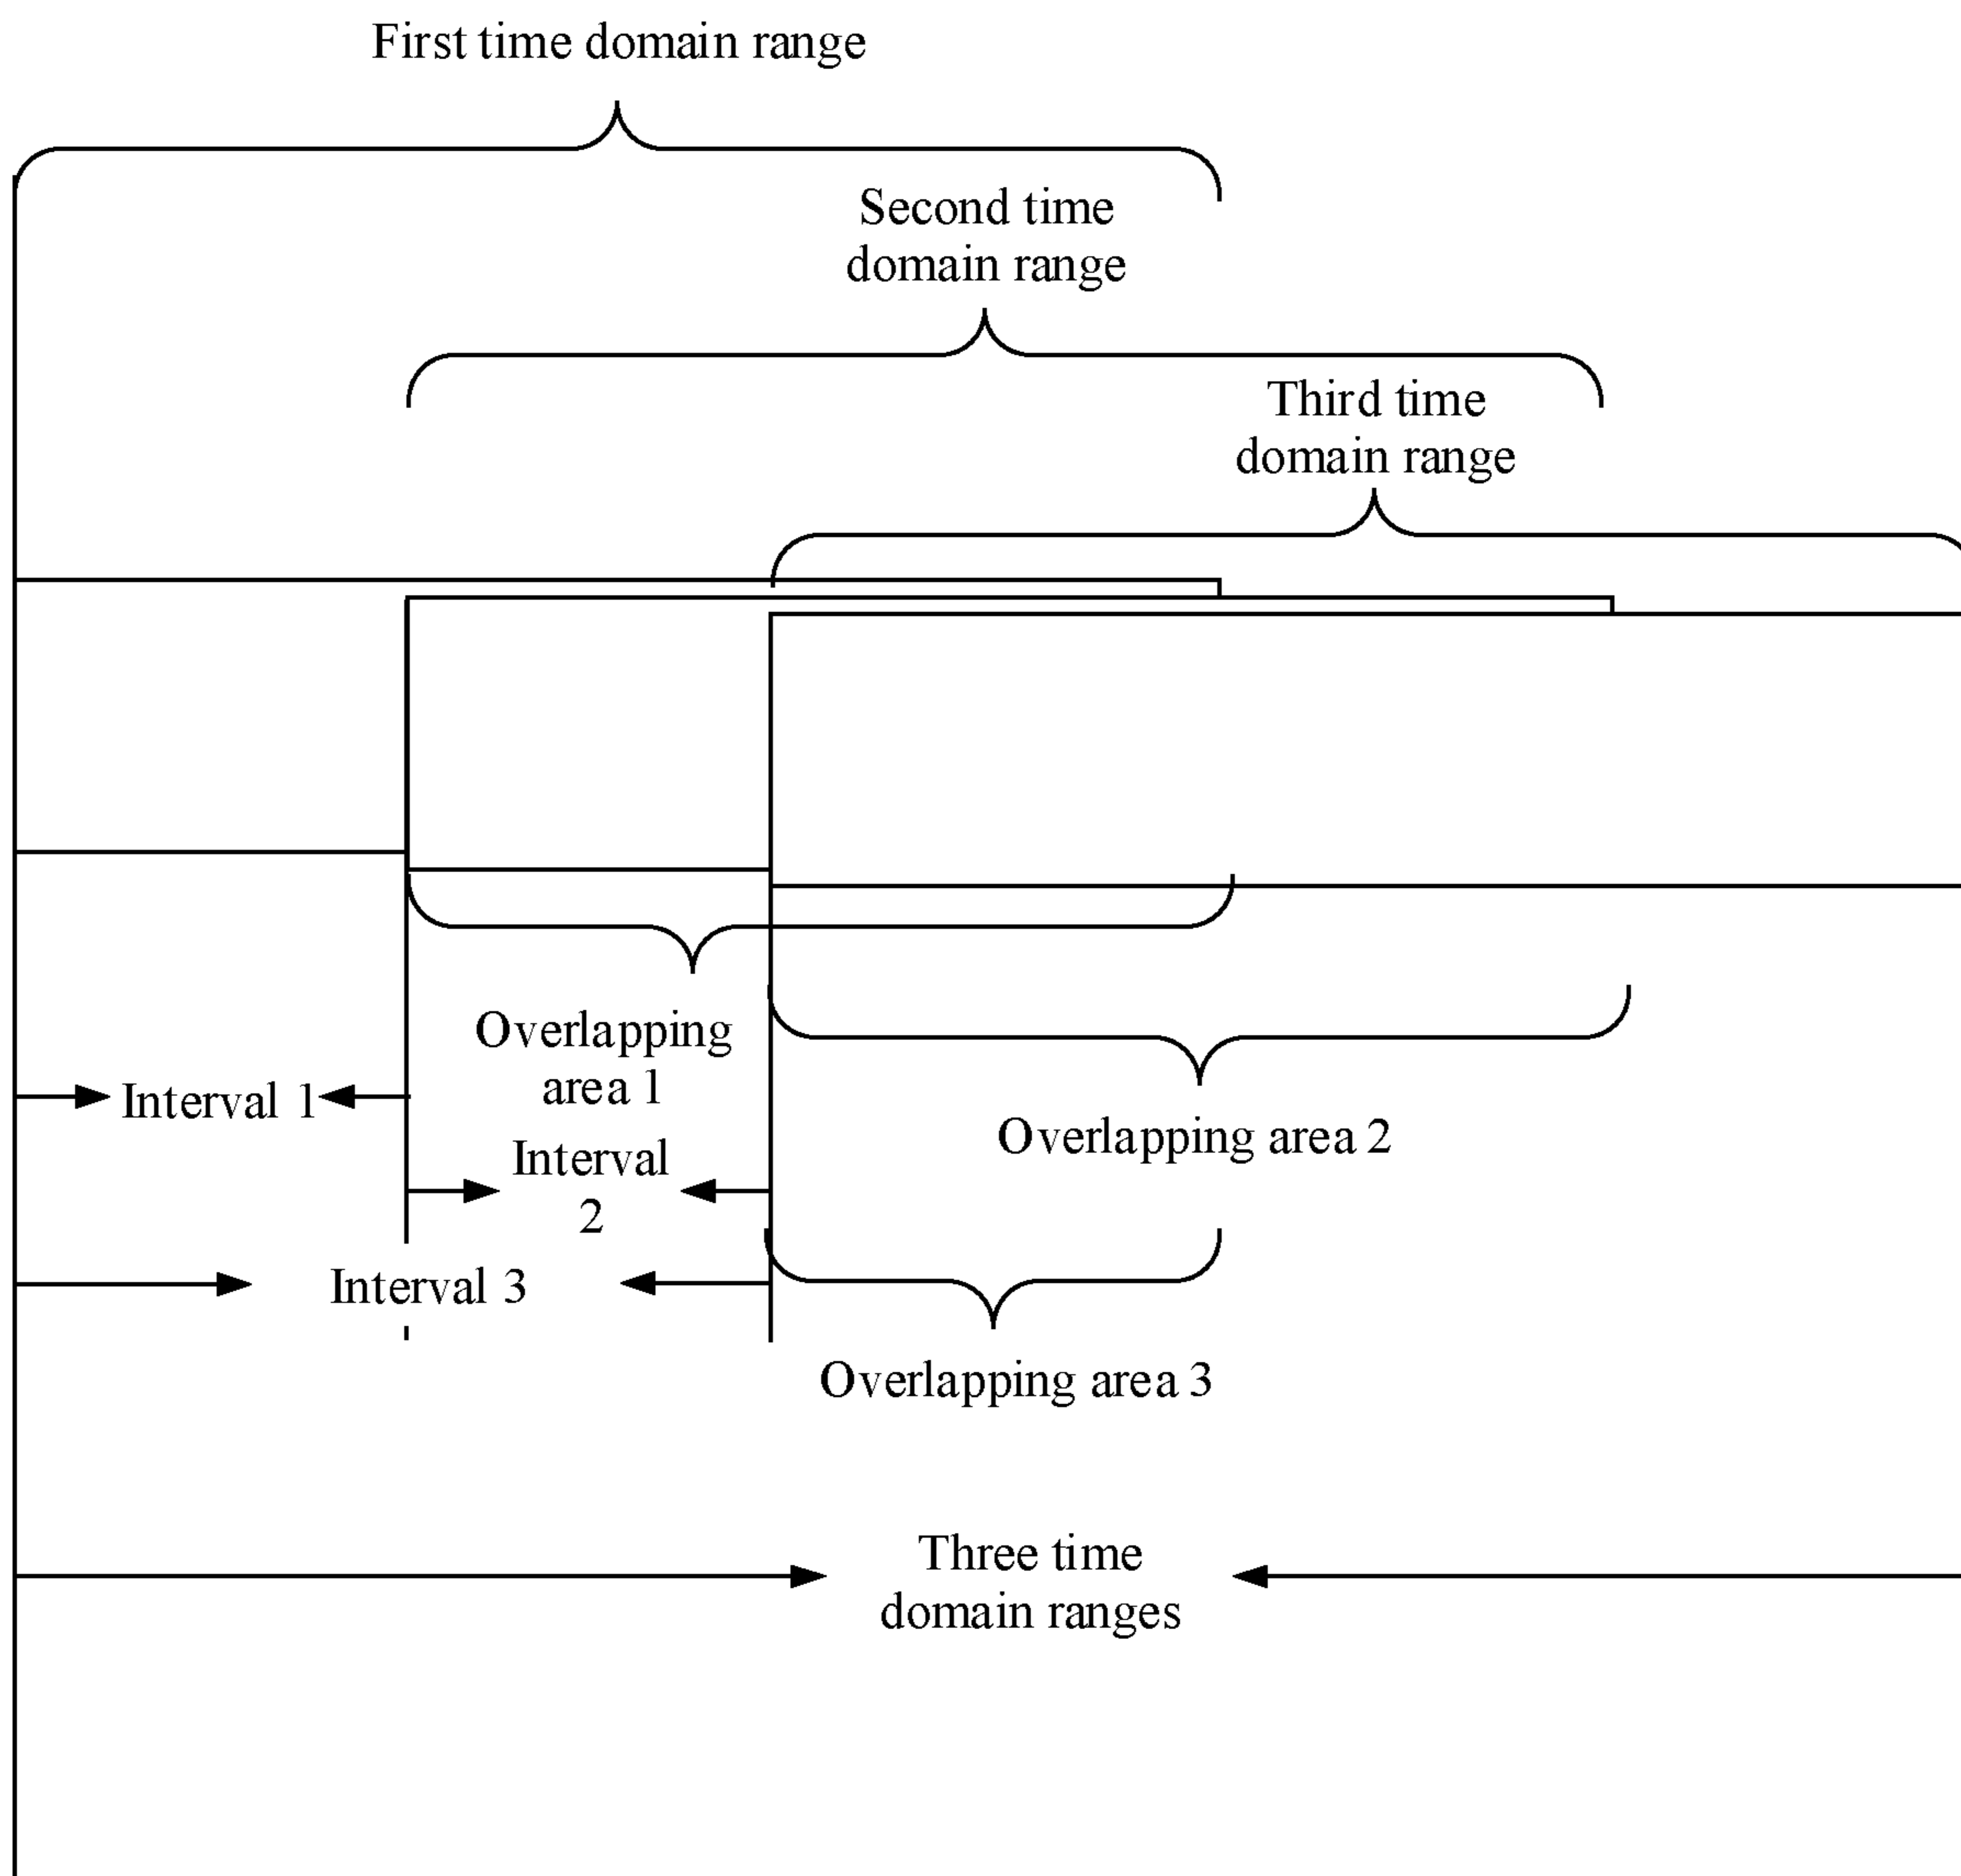 First time domain range
Second time
domain range
Third time
domain range
Overlapping
area 1
Interval 1
Overlapping area 2
Interval
2
Interval 3
Overlapping area 3
Three time
domain ranges